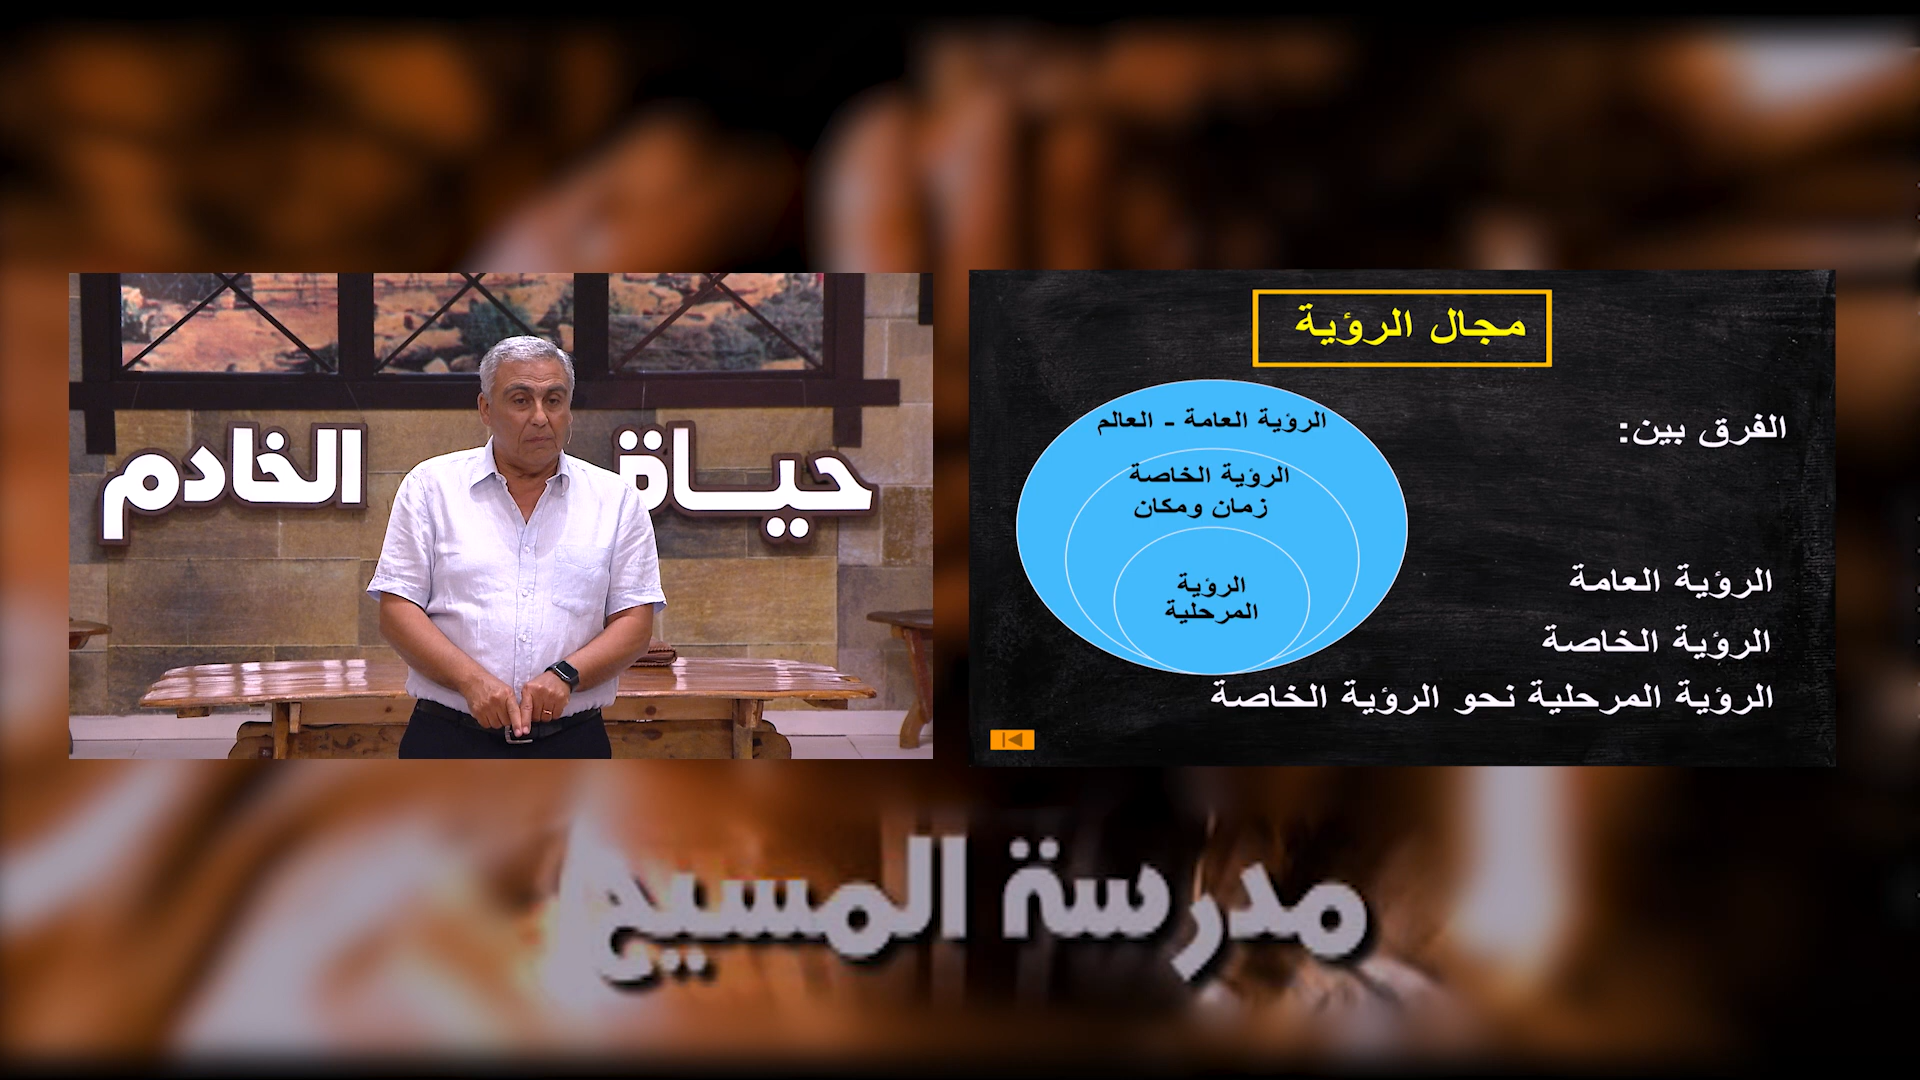 حياة الخادم
مجال الرؤية
الفرق بين:
الرؤية العامة - العالم
الرؤية الخاصة
زمان ومكان
الرؤية
المرحلية
الرؤية العامة
الرؤية الخاصة
الرؤية المرحلية نحو الرؤية الخاصة
مدرسة المسيح